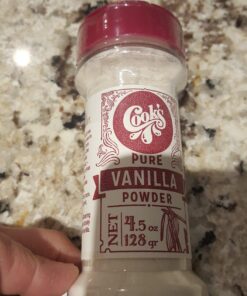 Cook's
PURE
VANILLA
POWDER
NET
4.5 oz
128 gr